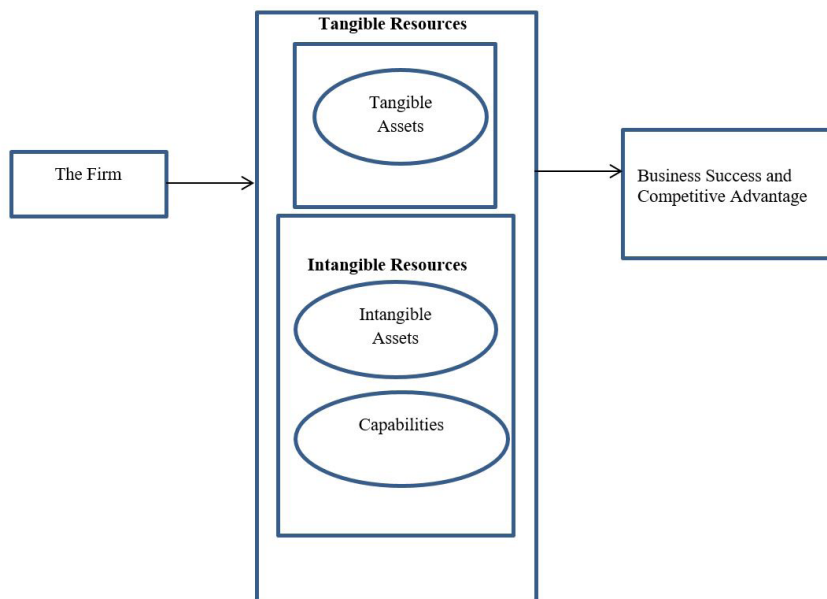 Tangible Resources
Tangible
Assets
The Firm
Business Success and
Competitive Advantage
Intangible Resources
Intangible
Assets
Capabilities